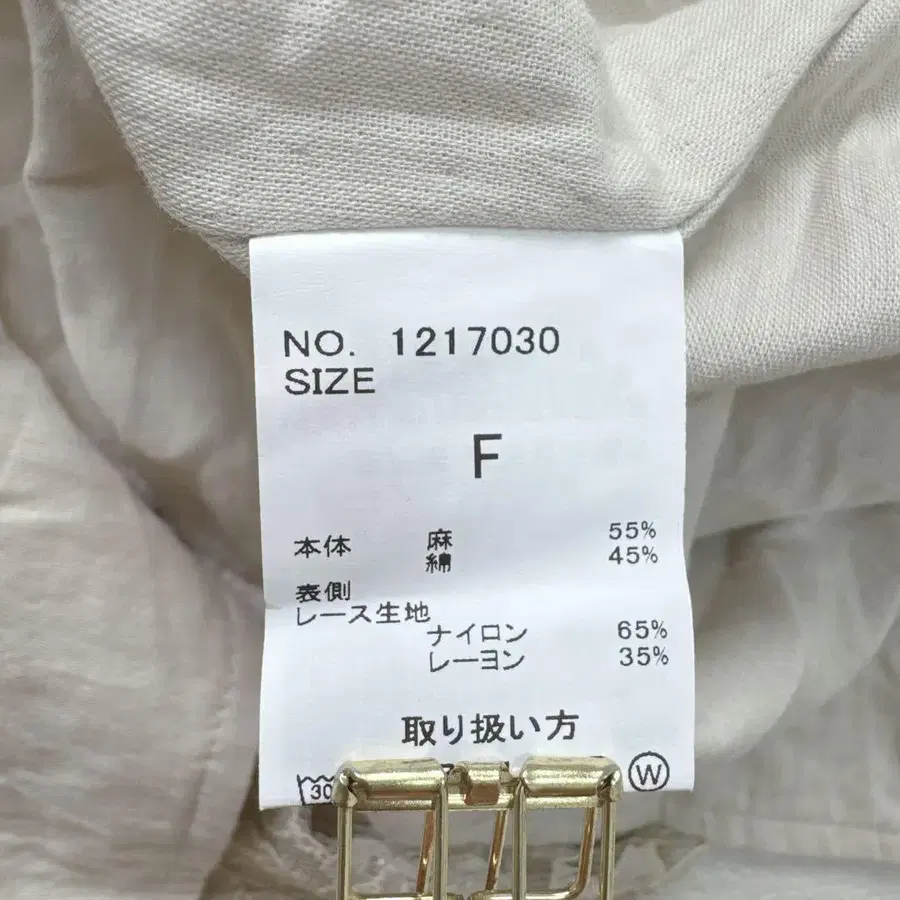 NO. 1217030
SIZE
F
本体 麻 55%
綿 45%
表側
レース生地
ナイロン 65%
レーヨン 35%
取り扱い方
30 W